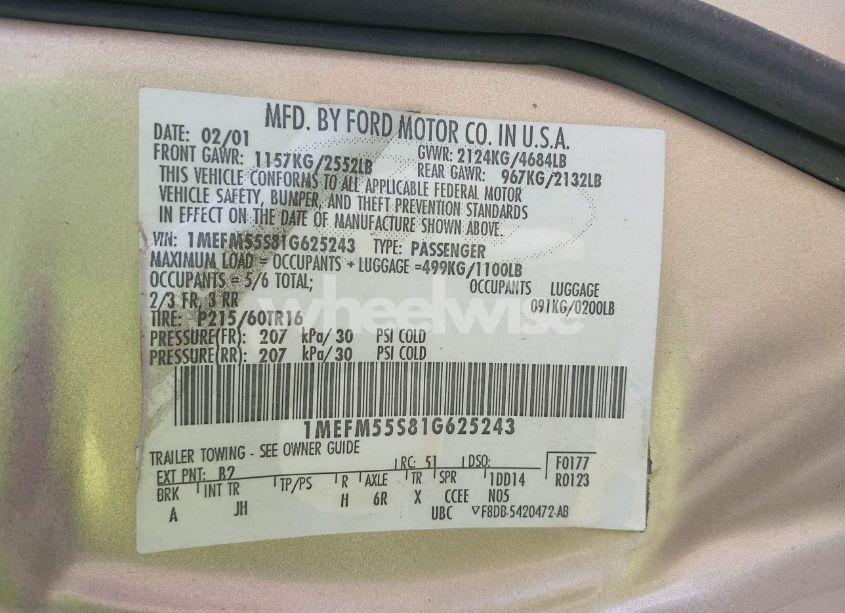 MFD. BY FORD MOTOR CO. IN U.S.A.
DATE: 02/01 GVWR: 2124KG/4684LB
FRONT GAWR: 1157KG/2552LB REAR GAWR: 967KG/2132LB
THIS VEHICLE CONFORMS TO ALL APPLICABLE FEDERAL MOTOR
VEHICLE SAFETY, BUMPER, AND THEFT PREVENTION STANDARDS
IN EFFECT ON THE DATE OF MANUFACTURE SHOWN ABOVE.
VIN: 1MEFM55S81G625243 TYPE: PASSENGER
MAXIMUM LOAD = OCCUPANTS + LUGGAGE =499KG/1100LB
OCCUPANTS = 5/6 TOTAL; OCCUPANTS LUGGAGE
2/3 FR, 3 RR 091KG/0200LB
TIRE: P215/60TR16
PRESSURE(FR): 207 kPa/30 PSI COLD
PRESSURE(RR): 207 kPa/30 PSI COLD
wheelwise
1MEFM55S81G625243
TRAILER TOWING - SEE OWNER GUIDE
EXT PNT: B2 RC: 51 DSO: F0177
BRK INT TR TP/PS R AXLE TR SPR 1DD14 R0123
A JH H 6R X CCEE N05
UBC ▽F8DB-5420472-AB